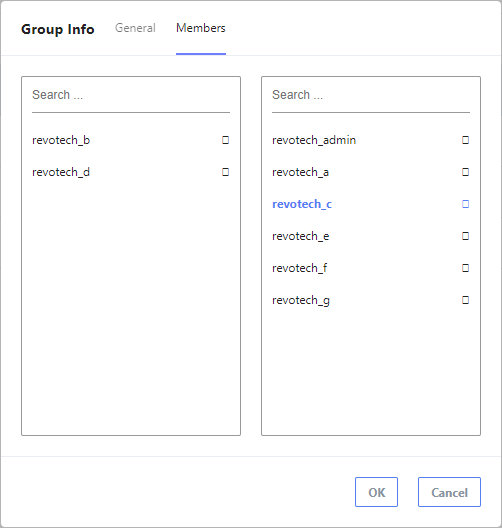 Group Info General Members
Search ...
revotech_b
revotech_d
Search ...
revotech_admin
revotech_a
revotech_c
revotech_e
revotech_f
revotech_g
OK Cancel